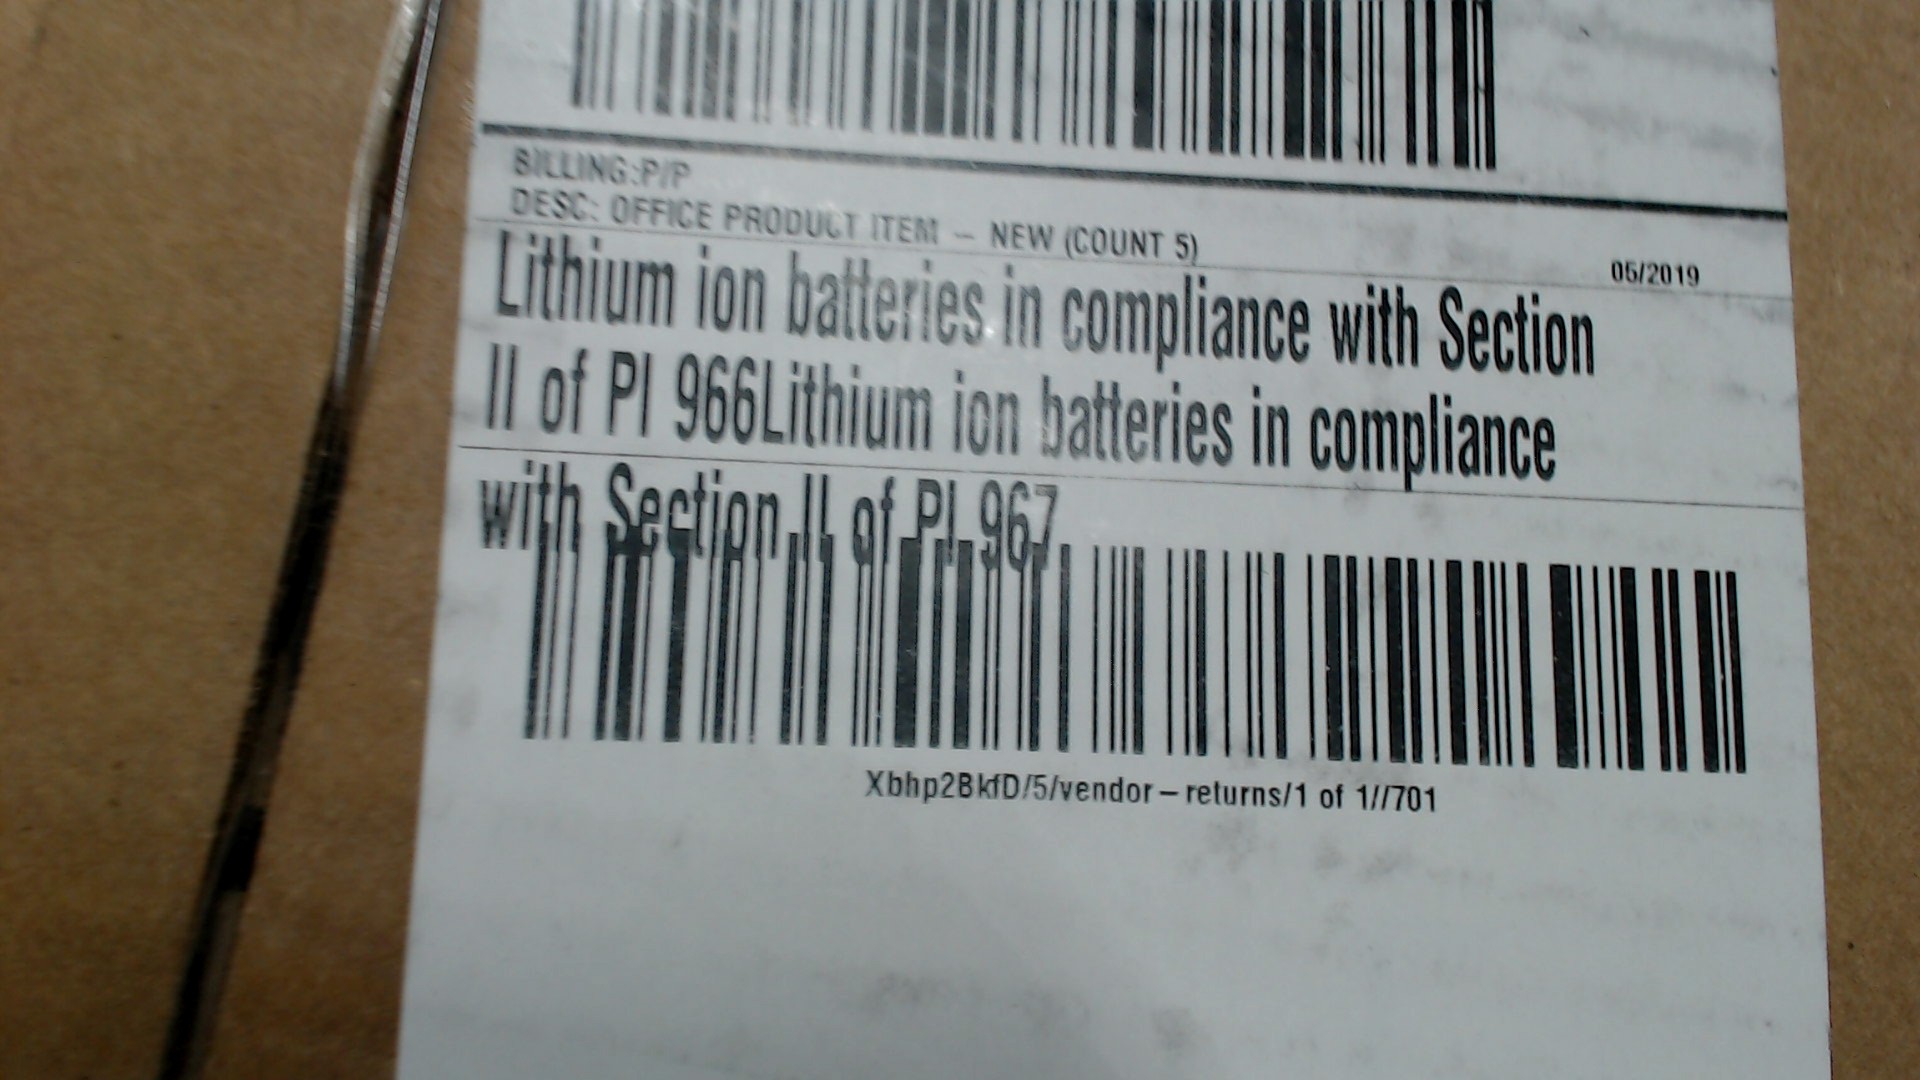 BILLING:P/P
DESC: OFFICE PRODUCT ITEM - NEW (COUNT 5)
05/2019
Lithium ion batteries in compliance with Section
II of PI 966Lithium ion batteries in compliance
with Section II of PI 967.
Xbhp2BkfD/5/vendor-returns/1 of 1//701